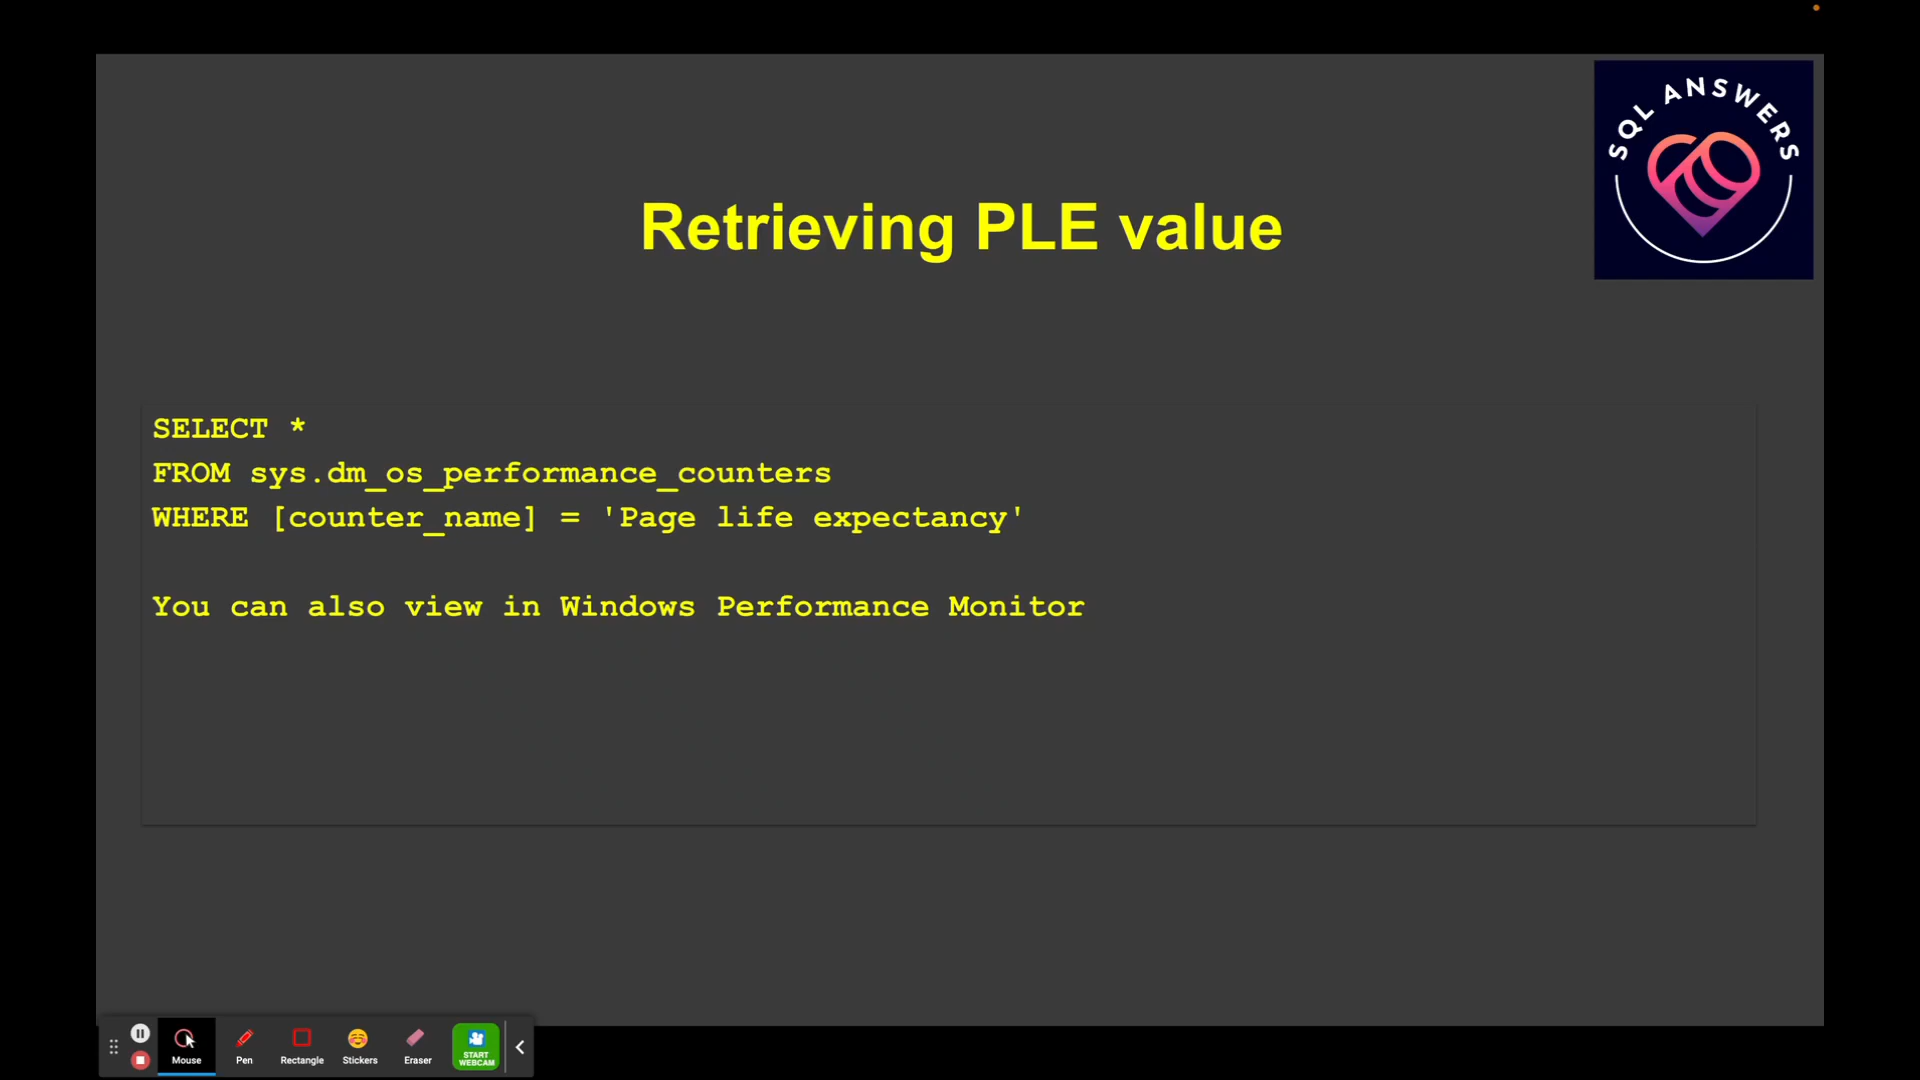 SQL ANSWERS
Retrieving PLE value
SELECT *
FROM sys.dm_os_performance_counters
WHERE [counter_name] = 'Page life expectancy'
You can also view in Windows Performance Monitor
Mouse
Pen
Rectangle
Stickers
Eraser
START
WEBCAM